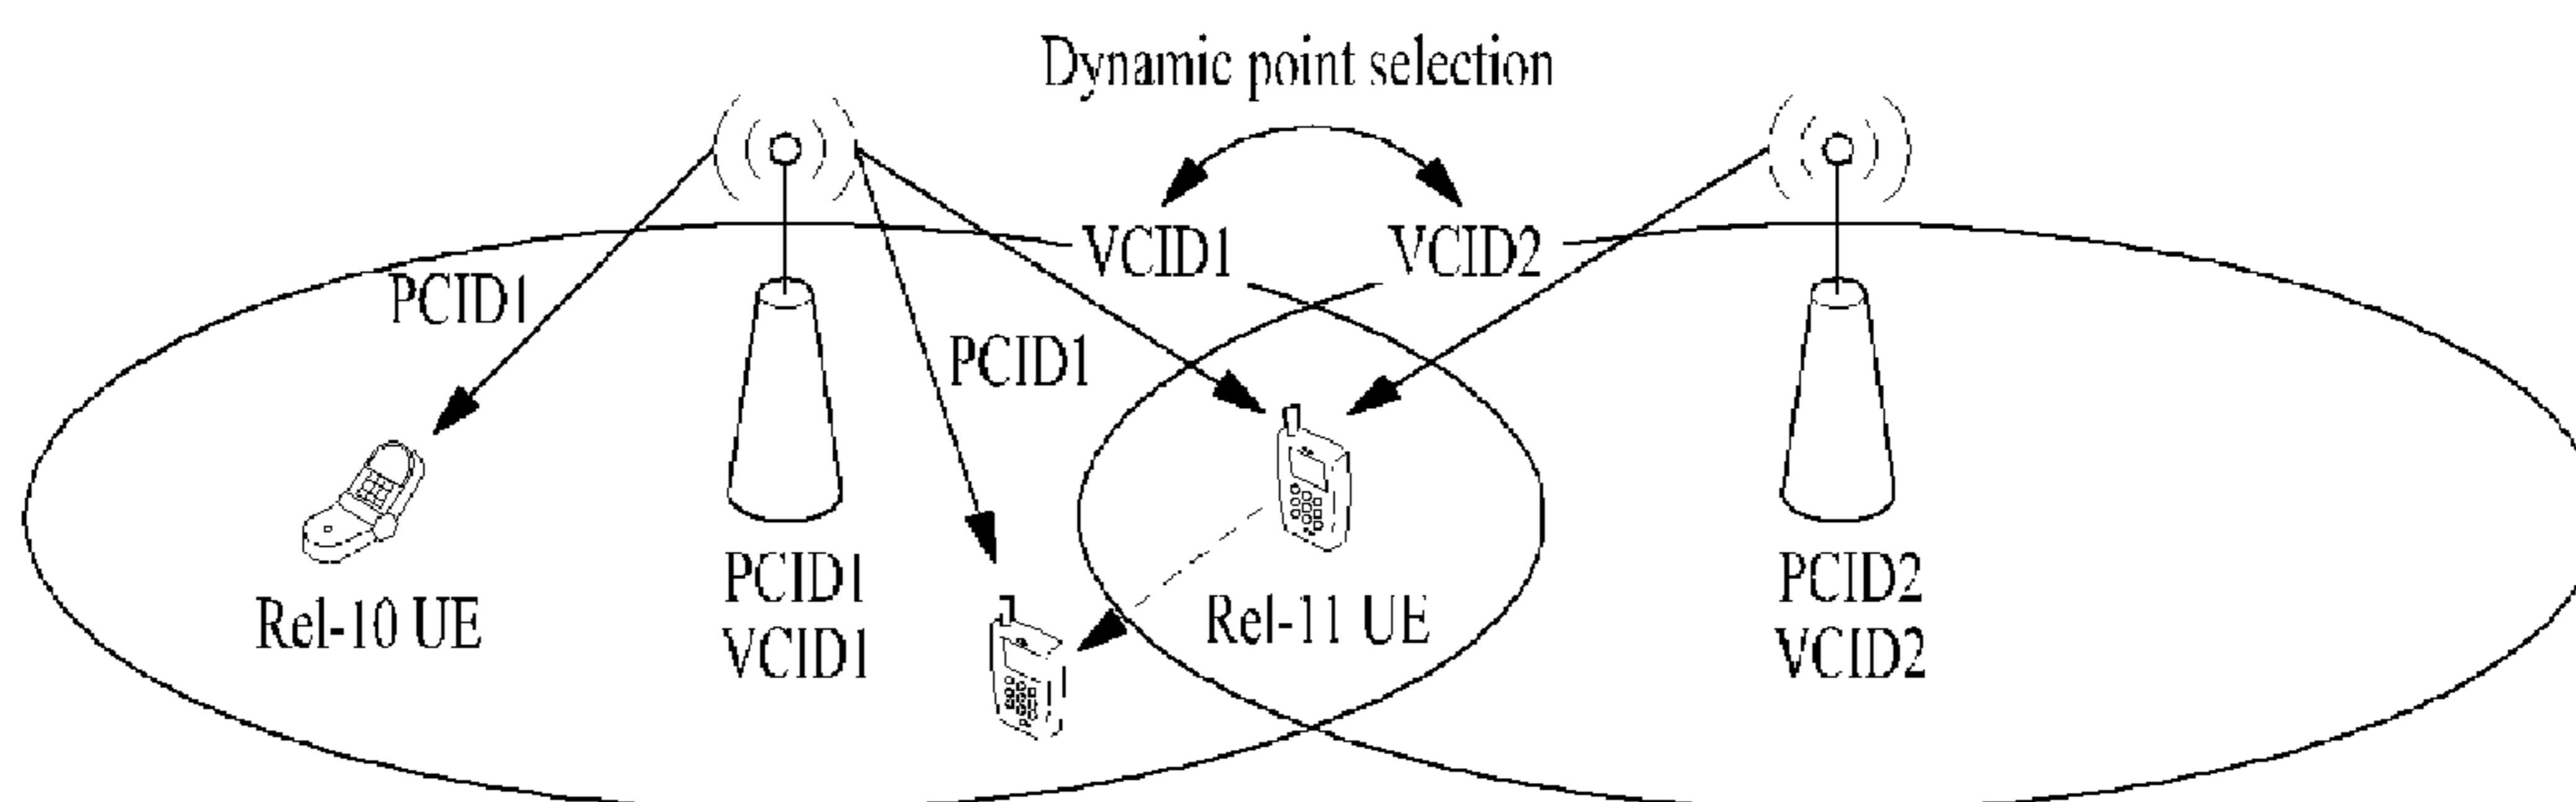 Dynamic point selection
VCID1
VCID2
PCID1
PCID1
PCID1
VCID1
PCID2
VCID2
Rel-10 UE
Rel-11 UE